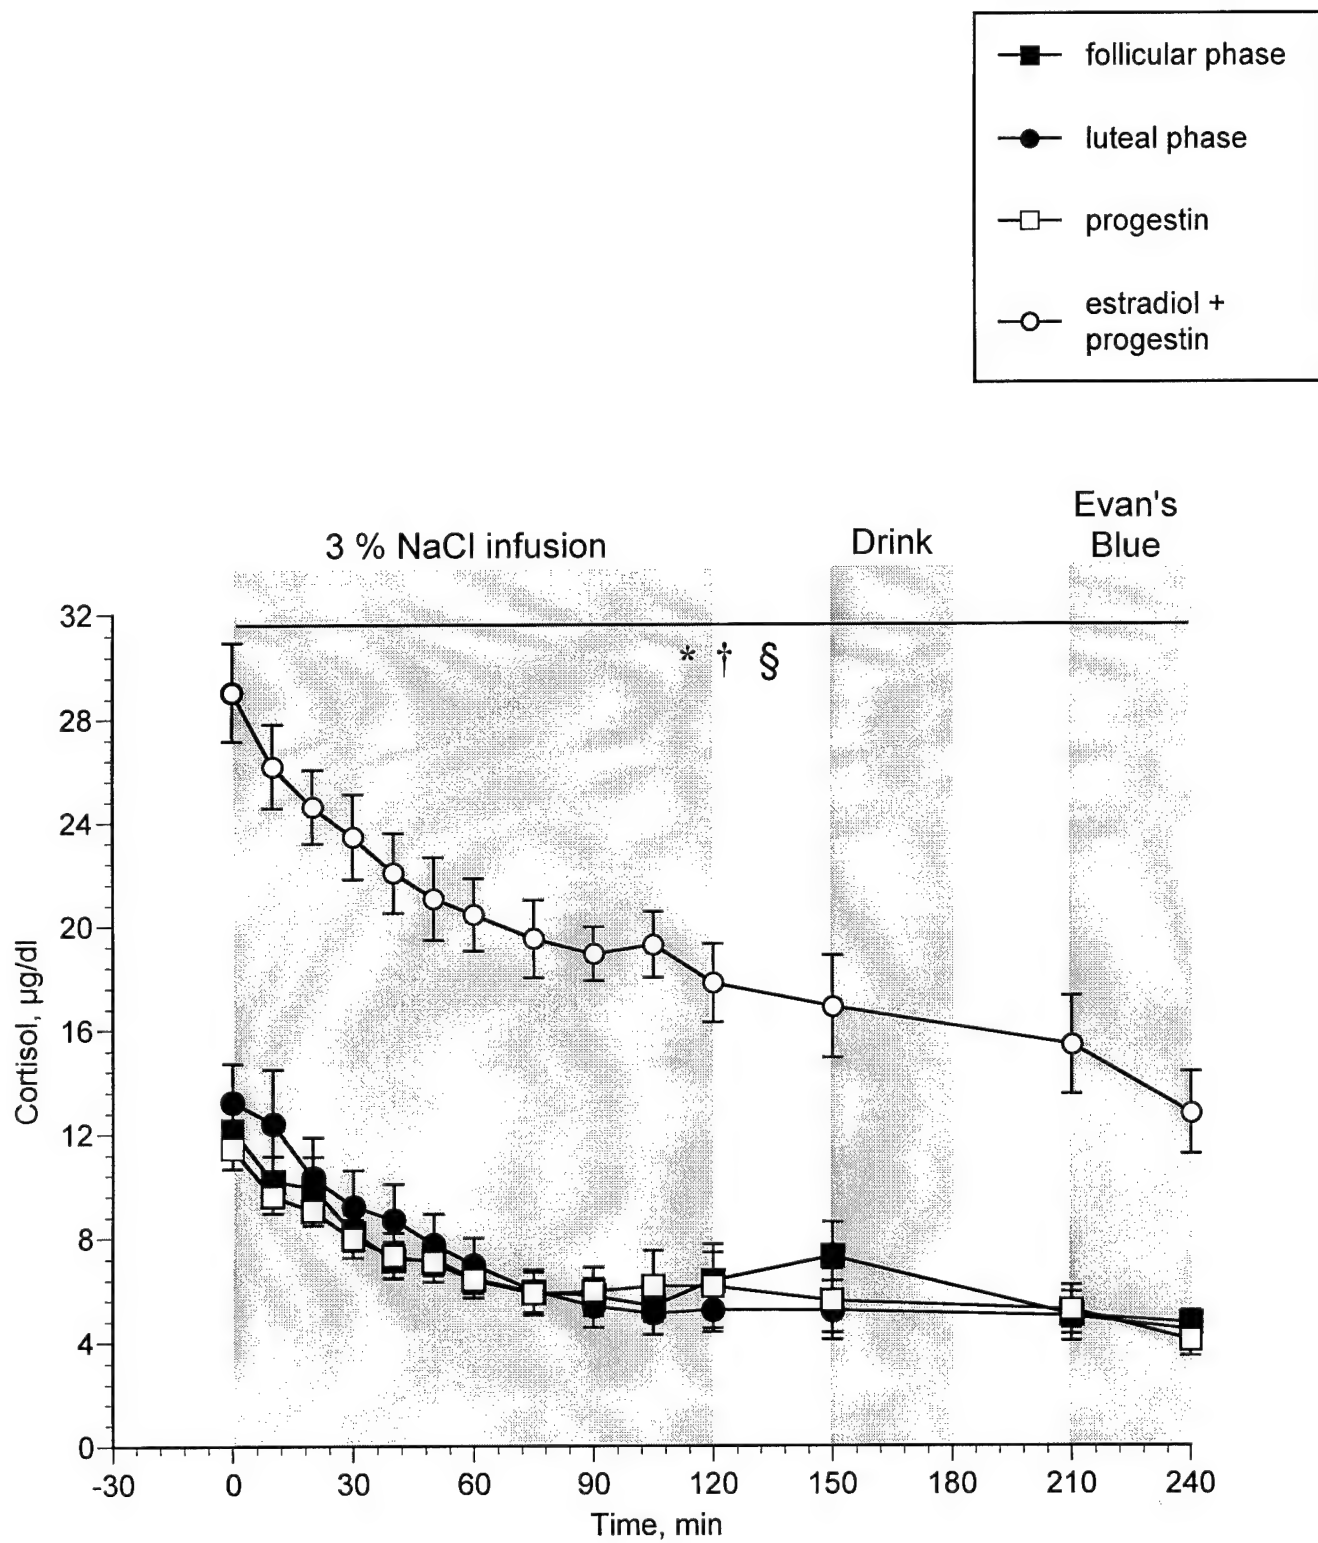 follicular phase
luteal phase
progestin
estradiol +
progestin
Evan's
Blue
3 % NaCl infusion
Drink
* † §
32
28
24
20
16
12
8
4
0
Cortisol, µg/dl
-30 0 30 60 90 120 150 180 210 240
Time, min